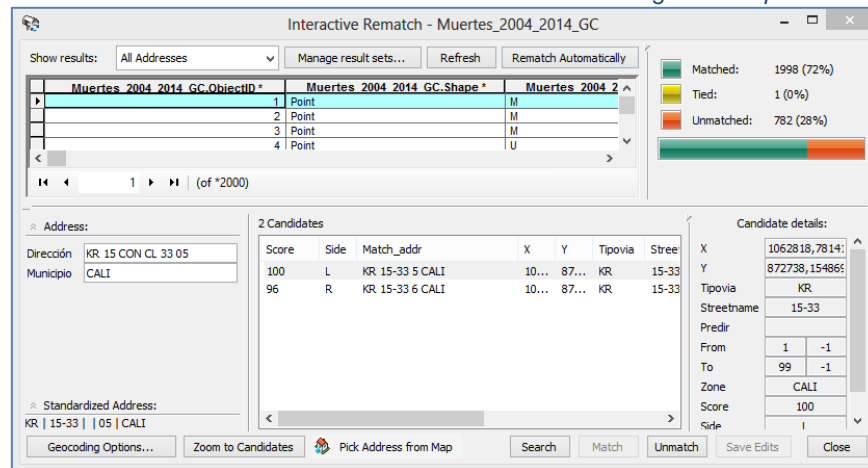 Interactive Rematch - Muertes_2004_2014_GC
Show results: All Addresses Manage result sets... Refresh Rematch Automatically
Muertes_2004_2014_GC.ObjectID * Muertes_2004_2014_GC.Shape * Muertes_2004_2
1 Point M
2 Point M
3 Point M
4 Point U
1 (of *2000)
Matched: 1998 (72%)
Tied: 1 (0%)
Unmatched: 782 (28%)
Address:
Dirección KR 15 CON CL 33 05
Municipio CALI
Standardized Address:
KR | 15-33 | | 05 | CALI
2 Candidates
Score Side Match_addr X Y Tipovia Street
100 L KR 15-33 5 CALI 10... 87... KR 15-33
96 R KR 15-33 6 CALI 10... 87... KR 15-33
Candidate details:
X 1062818,7814
Y 872738,154869
Tipovia KR
Streetname 15-33
Predir
From 1 -1
To 99 -1
Zone CALI
Score 100
Side L
Geocoding Options... Zoom to Candidates Pick Address from Map Search Match Unmatch Save Edits Close